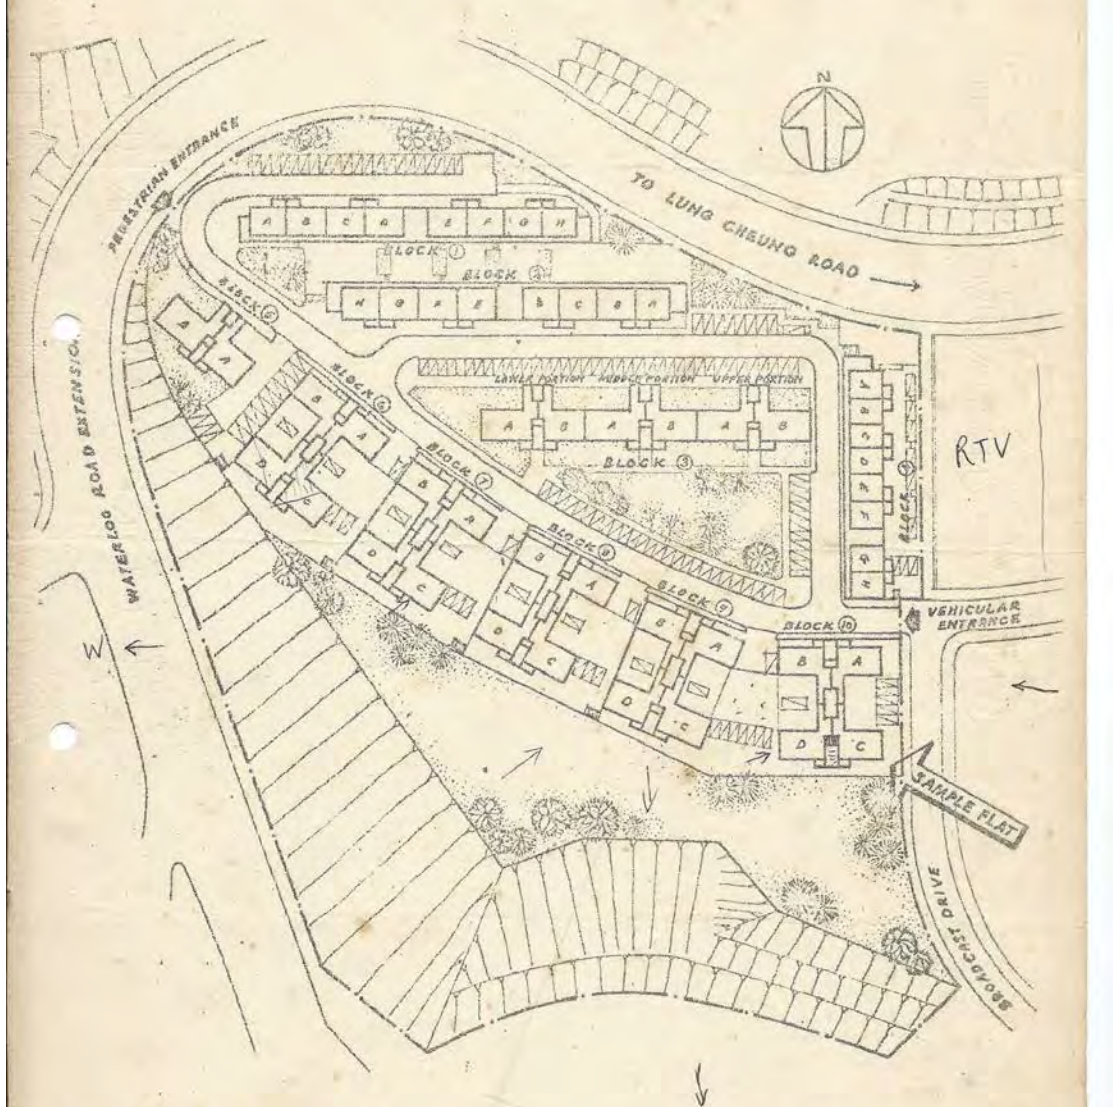 N
PEDESTRIAN ENTRANCE
TO LUNG CHEUNG ROAD
A B C D E F G H
BLOCK 1
BLOCK 2
H G F E D C B A
BLOCK 5
A
A
WATERLOO ROAD EXTENSION
LOWER PORTION MIDDLE PORTION UPPER PORTION
A B A B A B
BLOCK 3
A
B
C
D
E
F
G
H
BLOCK 4
RTV
BLOCK 6
B
A
D
C
BLOCK 7
B
A
D
C
BLOCK 8
B
A
D
C
BLOCK 9
B
A
D
C
BLOCK 10
B A
D C
VEHICULAR
ENTRANCE
W
SAMPLE FLAT
BROADCAST DRIVE